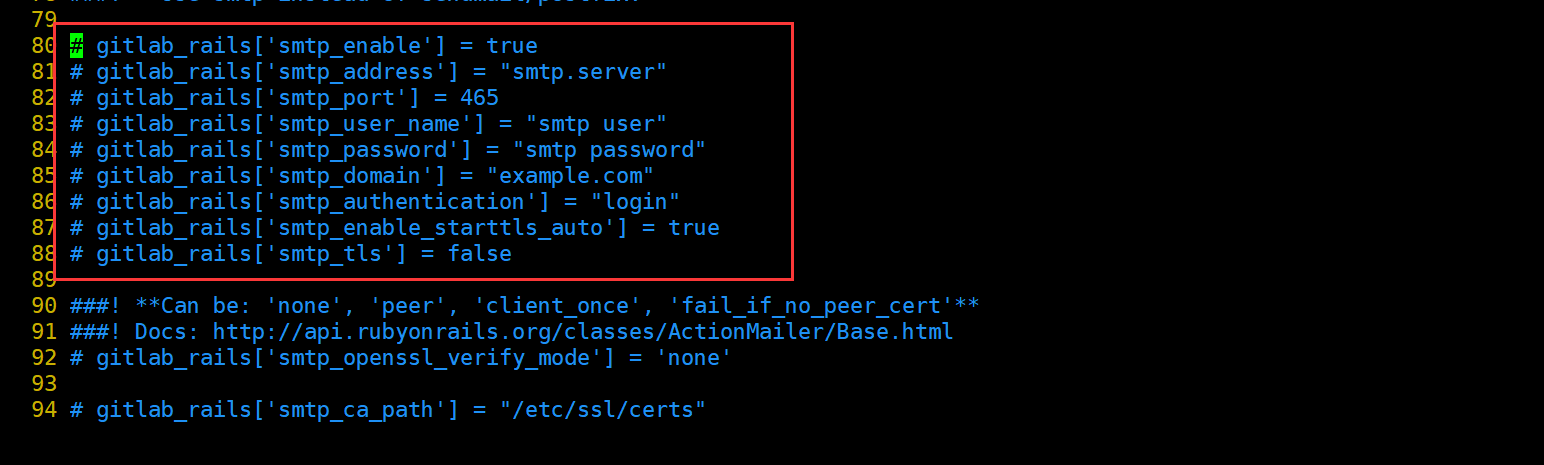 79
80 # gitlab_rails['smtp_enable'] = true
81 # gitlab_rails['smtp_address'] = "smtp.server"
82 # gitlab_rails['smtp_port'] = 465
83 # gitlab_rails['smtp_user_name'] = "smtp user"
84 # gitlab_rails['smtp_password'] = "smtp password"
85 # gitlab_rails['smtp_domain'] = "example.com"
86 # gitlab_rails['smtp_authentication'] = "login"
87 # gitlab_rails['smtp_enable_starttls_auto'] = true
88 # gitlab_rails['smtp_tls'] = false
89
90 ###! **Can be: 'none', 'peer', 'client_once', 'fail_if_no_peer_cert'**
91 ###! Docs: http://api.rubyonrails.org/classes/ActionMailer/Base.html
92 # gitlab_rails['smtp_openssl_verify_mode'] = 'none'
93
94 # gitlab_rails['smtp_ca_path'] = "/etc/ssl/certs"